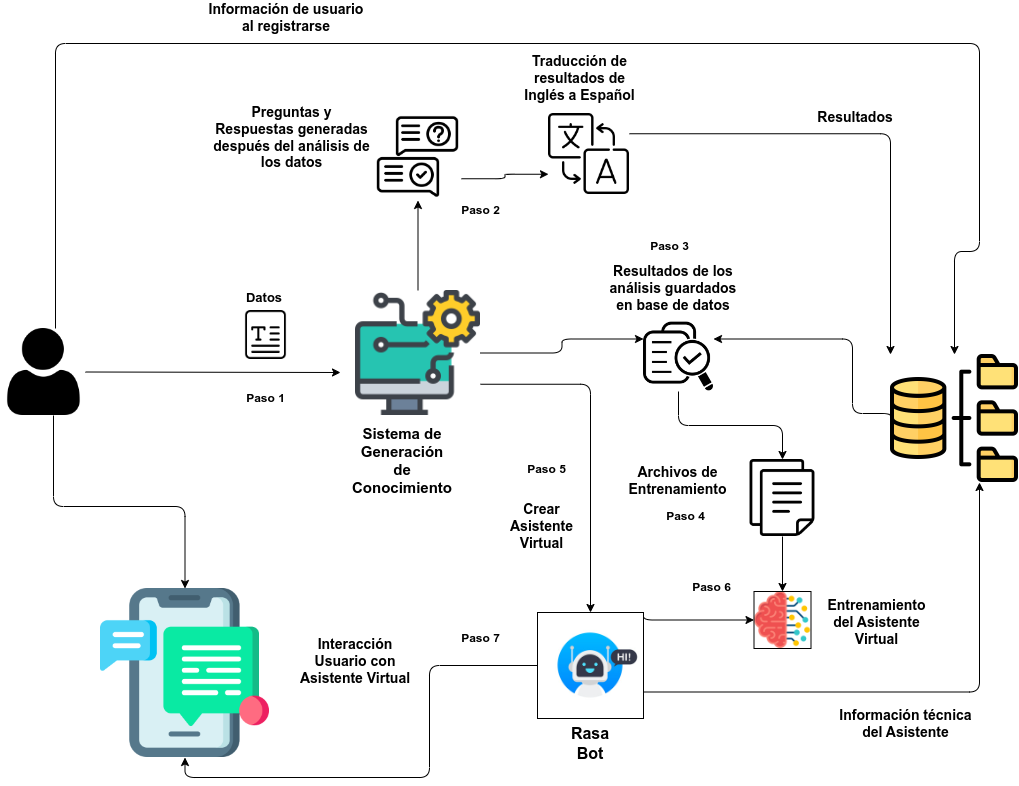 Información de usuario
al registrarse
Traducción de
resultados de
Inglés a Español
Preguntas y
Respuestas generadas
después del análisis de
los datos
Resultados
文
A
Paso 2
Paso 3
Resultados de los
análisis guardados
en base de datos
Datos
T
Paso 1
Sistema de
Generación
de
Conocimiento
Paso 5
Archivos de
Entrenamiento
Paso 4
Crear
Asistente
Virtual
Paso 6
Entrenamiento
del Asistente
Virtual
Interacción
Usuario con
Asistente Virtual
Paso 7
HI!
Información técnica
del Asistente
Rasa
Bot